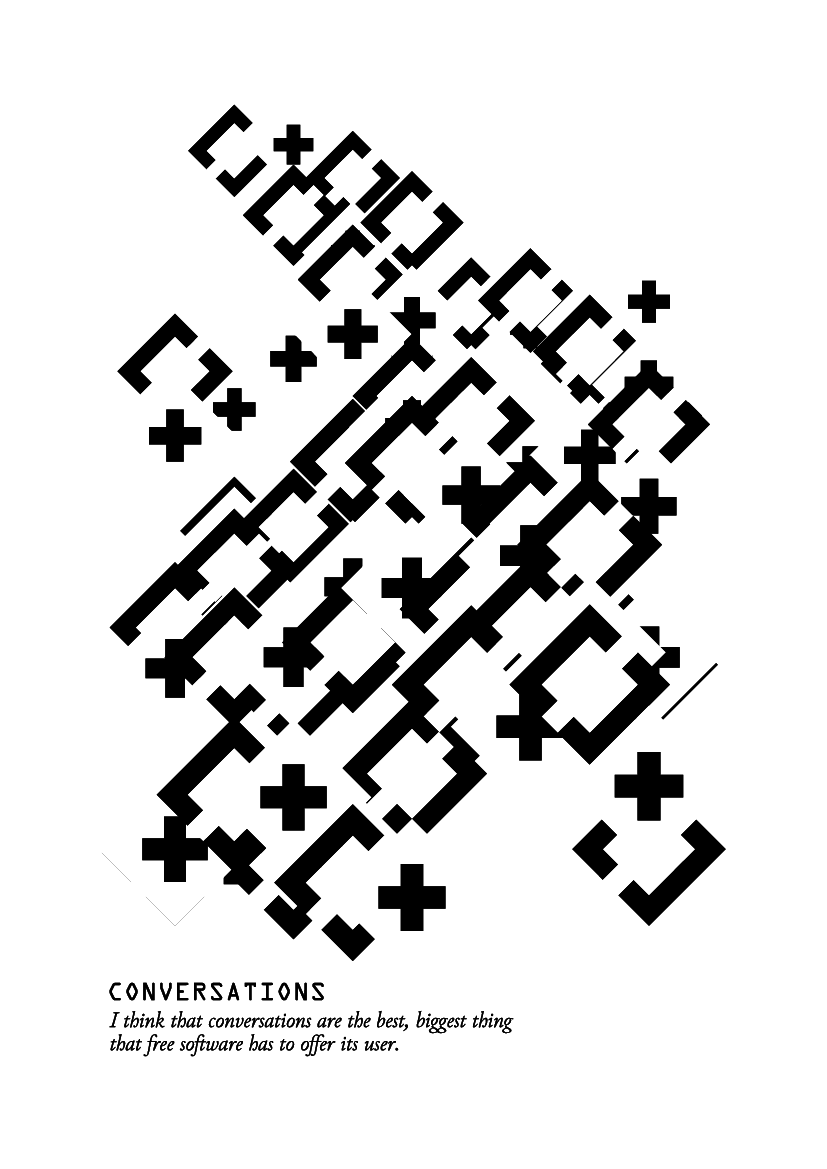 CONVERSATIONS
I think that conversations are the best, biggest thing
that free software has to offer its user.